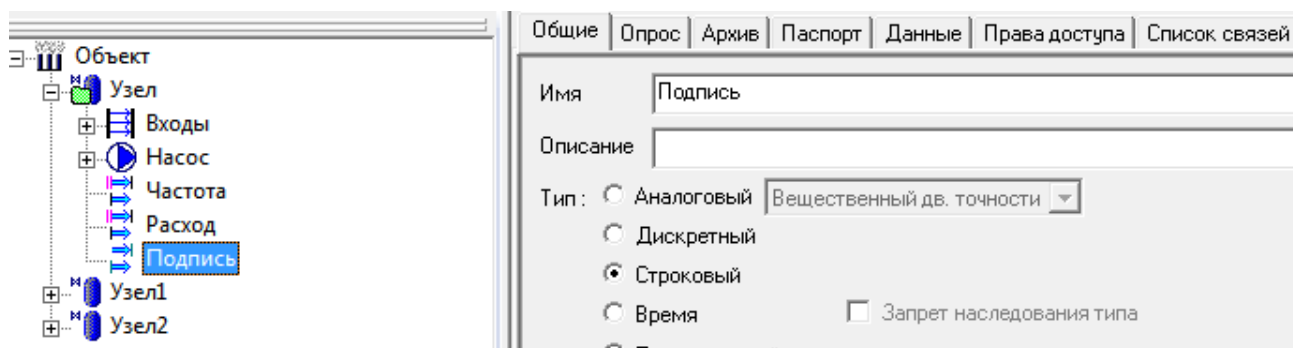 Объект
Узел
Входы
Насос
Частота
Расход
Подпись
Узел1
Узел2
Общие Опрос Архив Паспорт Данные Права доступа Список связей
Имя Подпись
Описание
Тип : Аналоговый Вещественный дв. точности
Дискретный
Строковый
Время Запрет наследования типа